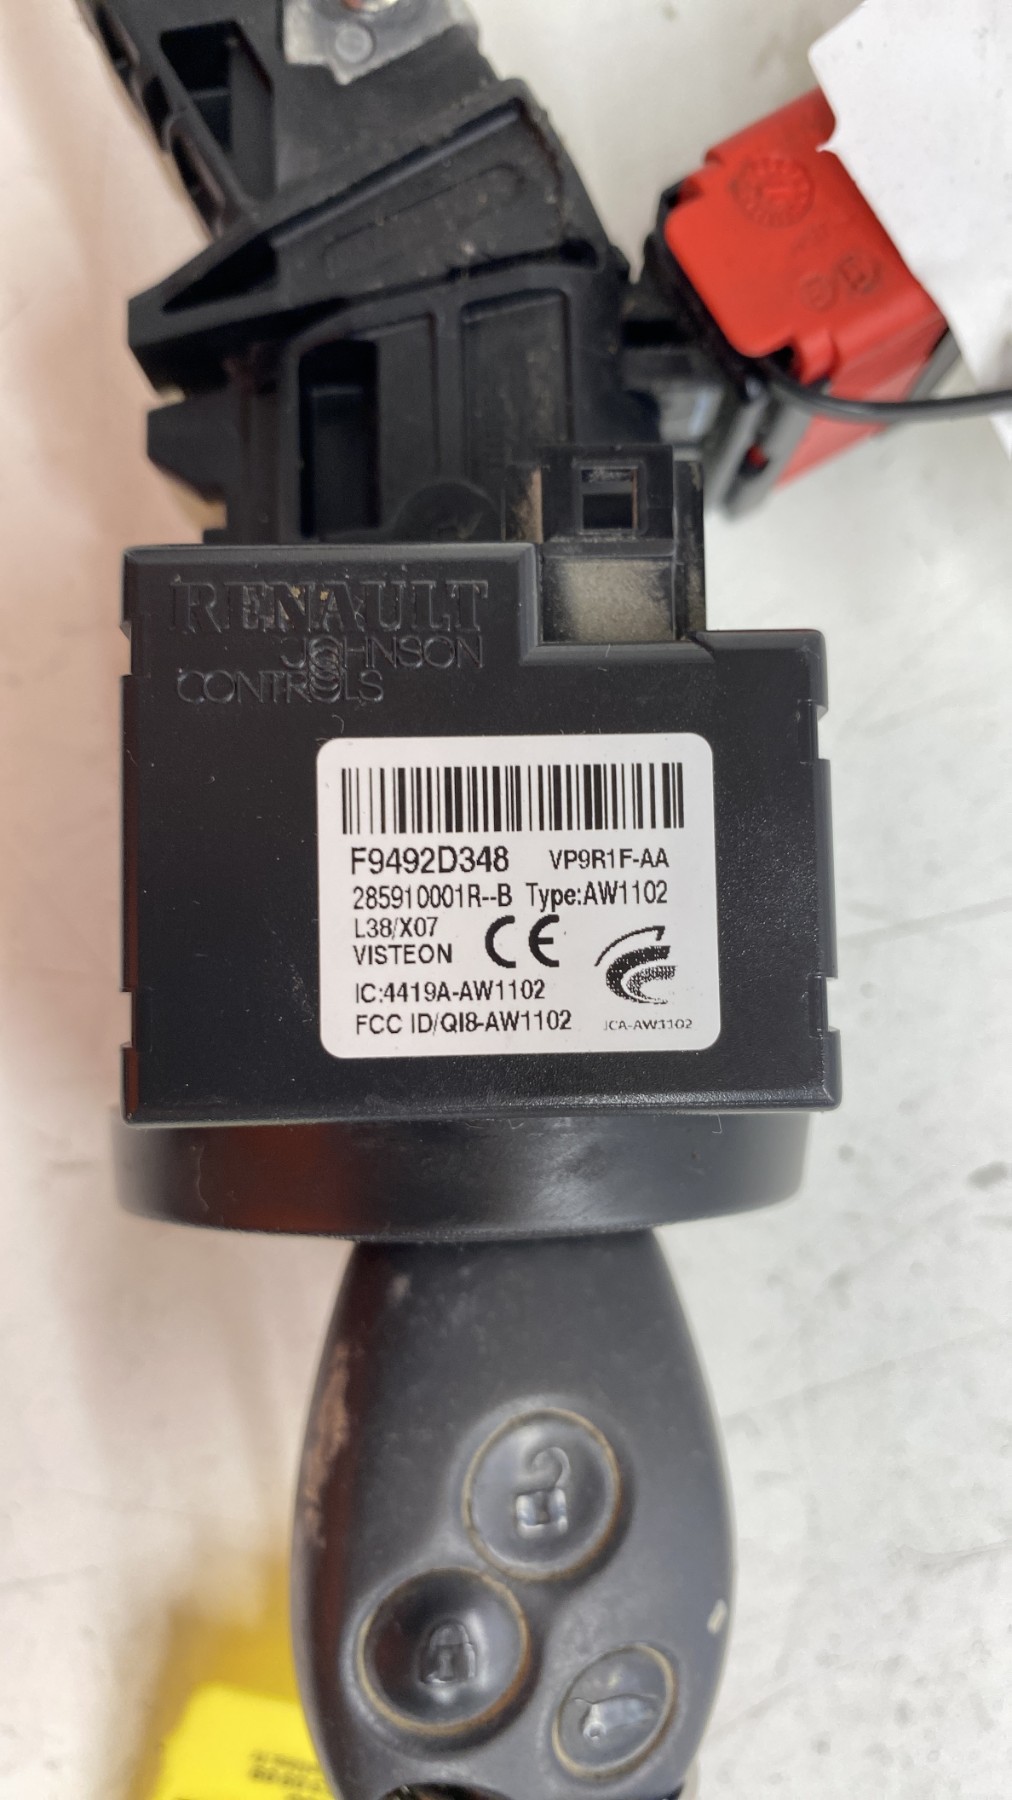 RENAULT
JOHNSON
CONTROLS
F9492D348 VP9R1F-AA
285910001R--B Type:AW1102
L38/X07
VISTEON CE
IC:4419A-AW1102
FCC ID/QI8-AW1102 JCA-AW1102